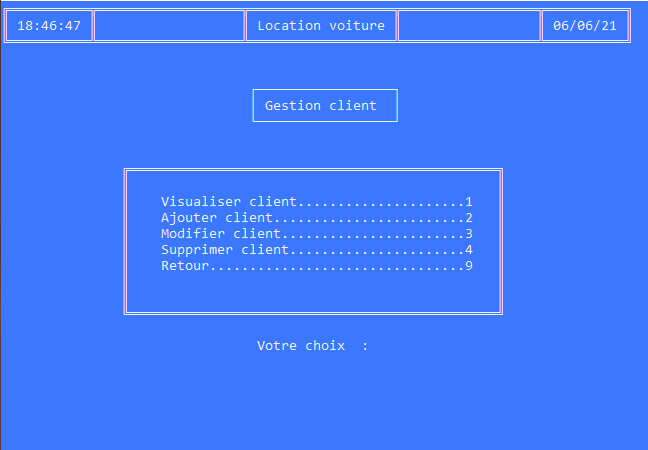 18:46:47 Location voiture 06/06/21
Gestion client
Visualiser client.....................1
Ajouter client........................2
Modifier client.......................3
Supprimer client......................4
Retour................................9
Votre choix  :